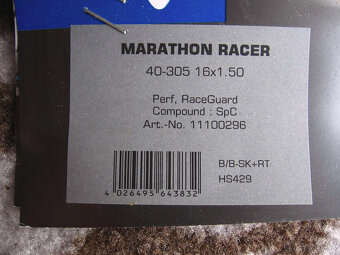 MARATHON RACER
40-305 16x1.50
Perf, RaceGuard
Compound : SpC
Art.-No. 11100296
B/B-SK+RT
HS429
4 026495 643832